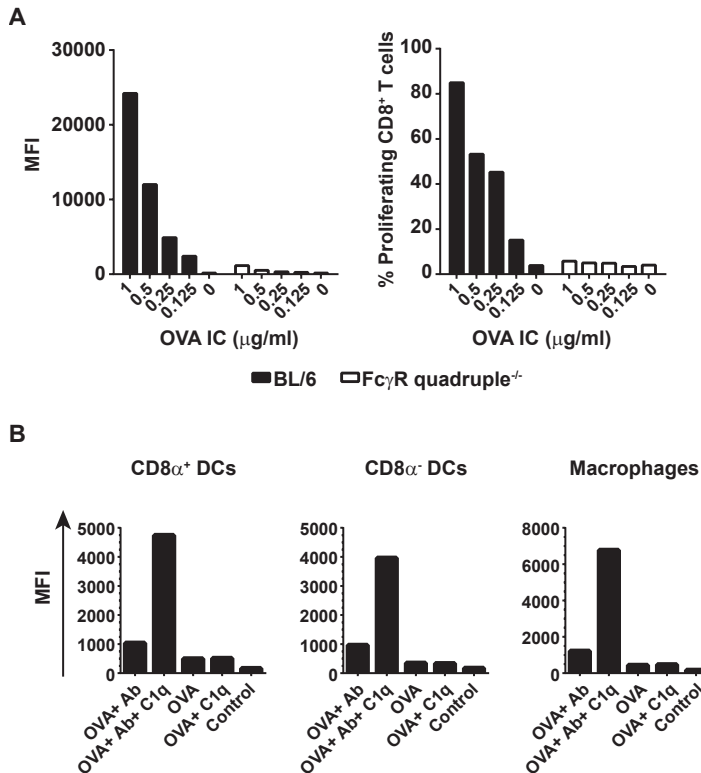 A
30000
20000
10000
0
MFI
1
0.5
0.25
0.125
0
1
0.5
0.25
0.125
0
OVA IC (μg/ml)
100
80
60
40
20
0
% Proliferating CD8⁺ T cells
1
0.5
0.25
0.125
0
1
0.5
0.25
0.125
0
OVA IC (μg/ml)
BL/6 FcγR quadruple⁻/⁻
B
CD8α⁺ DCs
MFI
5000
4000
3000
2000
1000
0
OVA+ Ab
OVA+ Ab+ C1q
OVA
OVA+ C1q
Control
CD8α⁻ DCs
5000
4000
3000
2000
1000
0
OVA+ Ab
OVA+ Ab+ C1q
OVA
OVA+ C1q
Control
Macrophages
8000
6000
4000
2000
0
OVA+ Ab
OVA+ Ab+ C1q
OVA
OVA+ C1q
Control